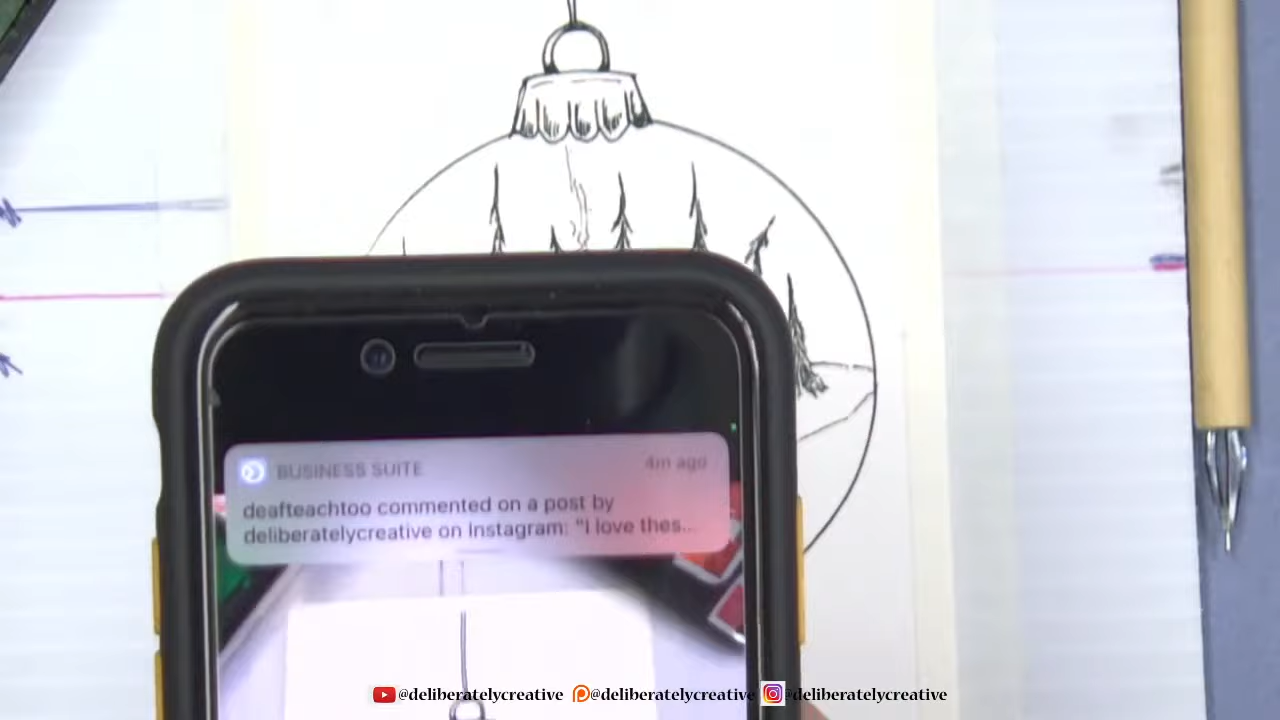 BUSINESS SUITE 4m ago
deafteachtoo commented on a post by
deliberatelycreative on Instagram: "I love thes...
@deliberatelycreative @deliberatelycreative @deliberatelycreative